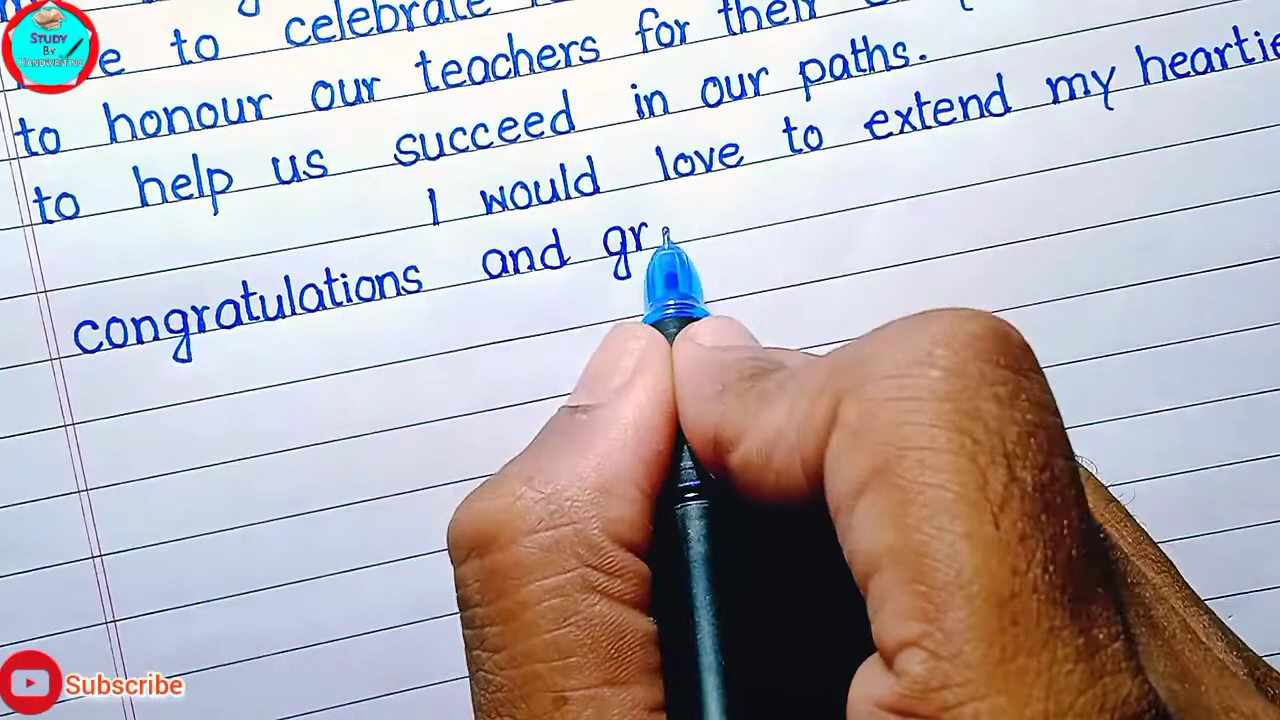 STUDY
By
HANDWRITING
e to celebrate
to honour our teachers for their
to help us succeed in our paths.
I would love to extend my heartie
congratulations and gr
Subscribe